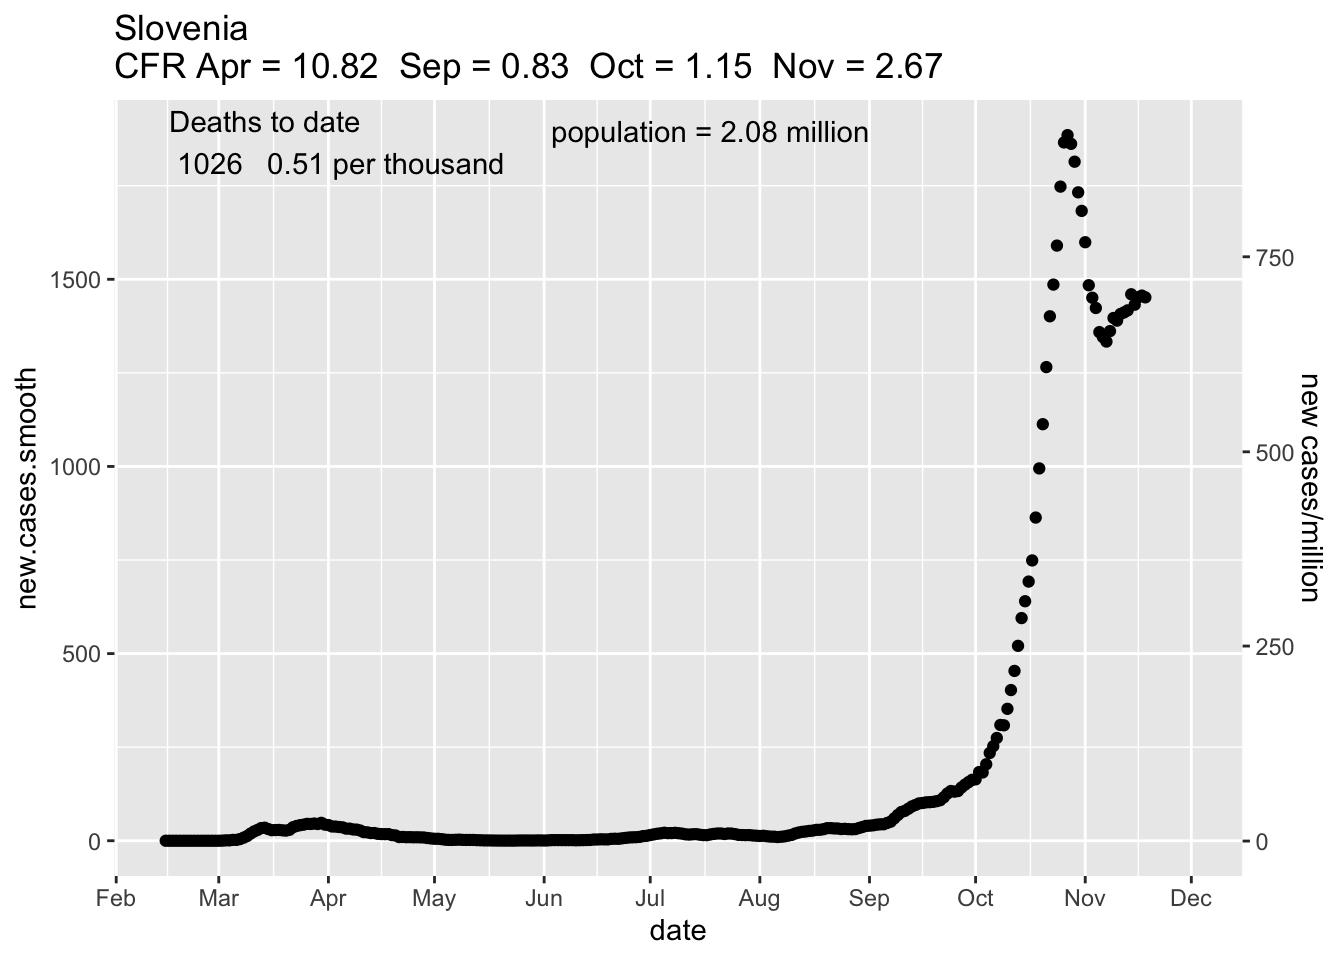 Slovenia
CFR Apr = 10.82  Sep = 0.83  Oct = 1.15  Nov = 2.67
Deaths to date
1026   0.51 per thousand
population = 2.08 million
new.cases.smooth
1500
1000
500
0
750
500
250
0
new cases/million
Feb Mar Apr May Jun Jul Aug Sep Oct Nov Dec
date